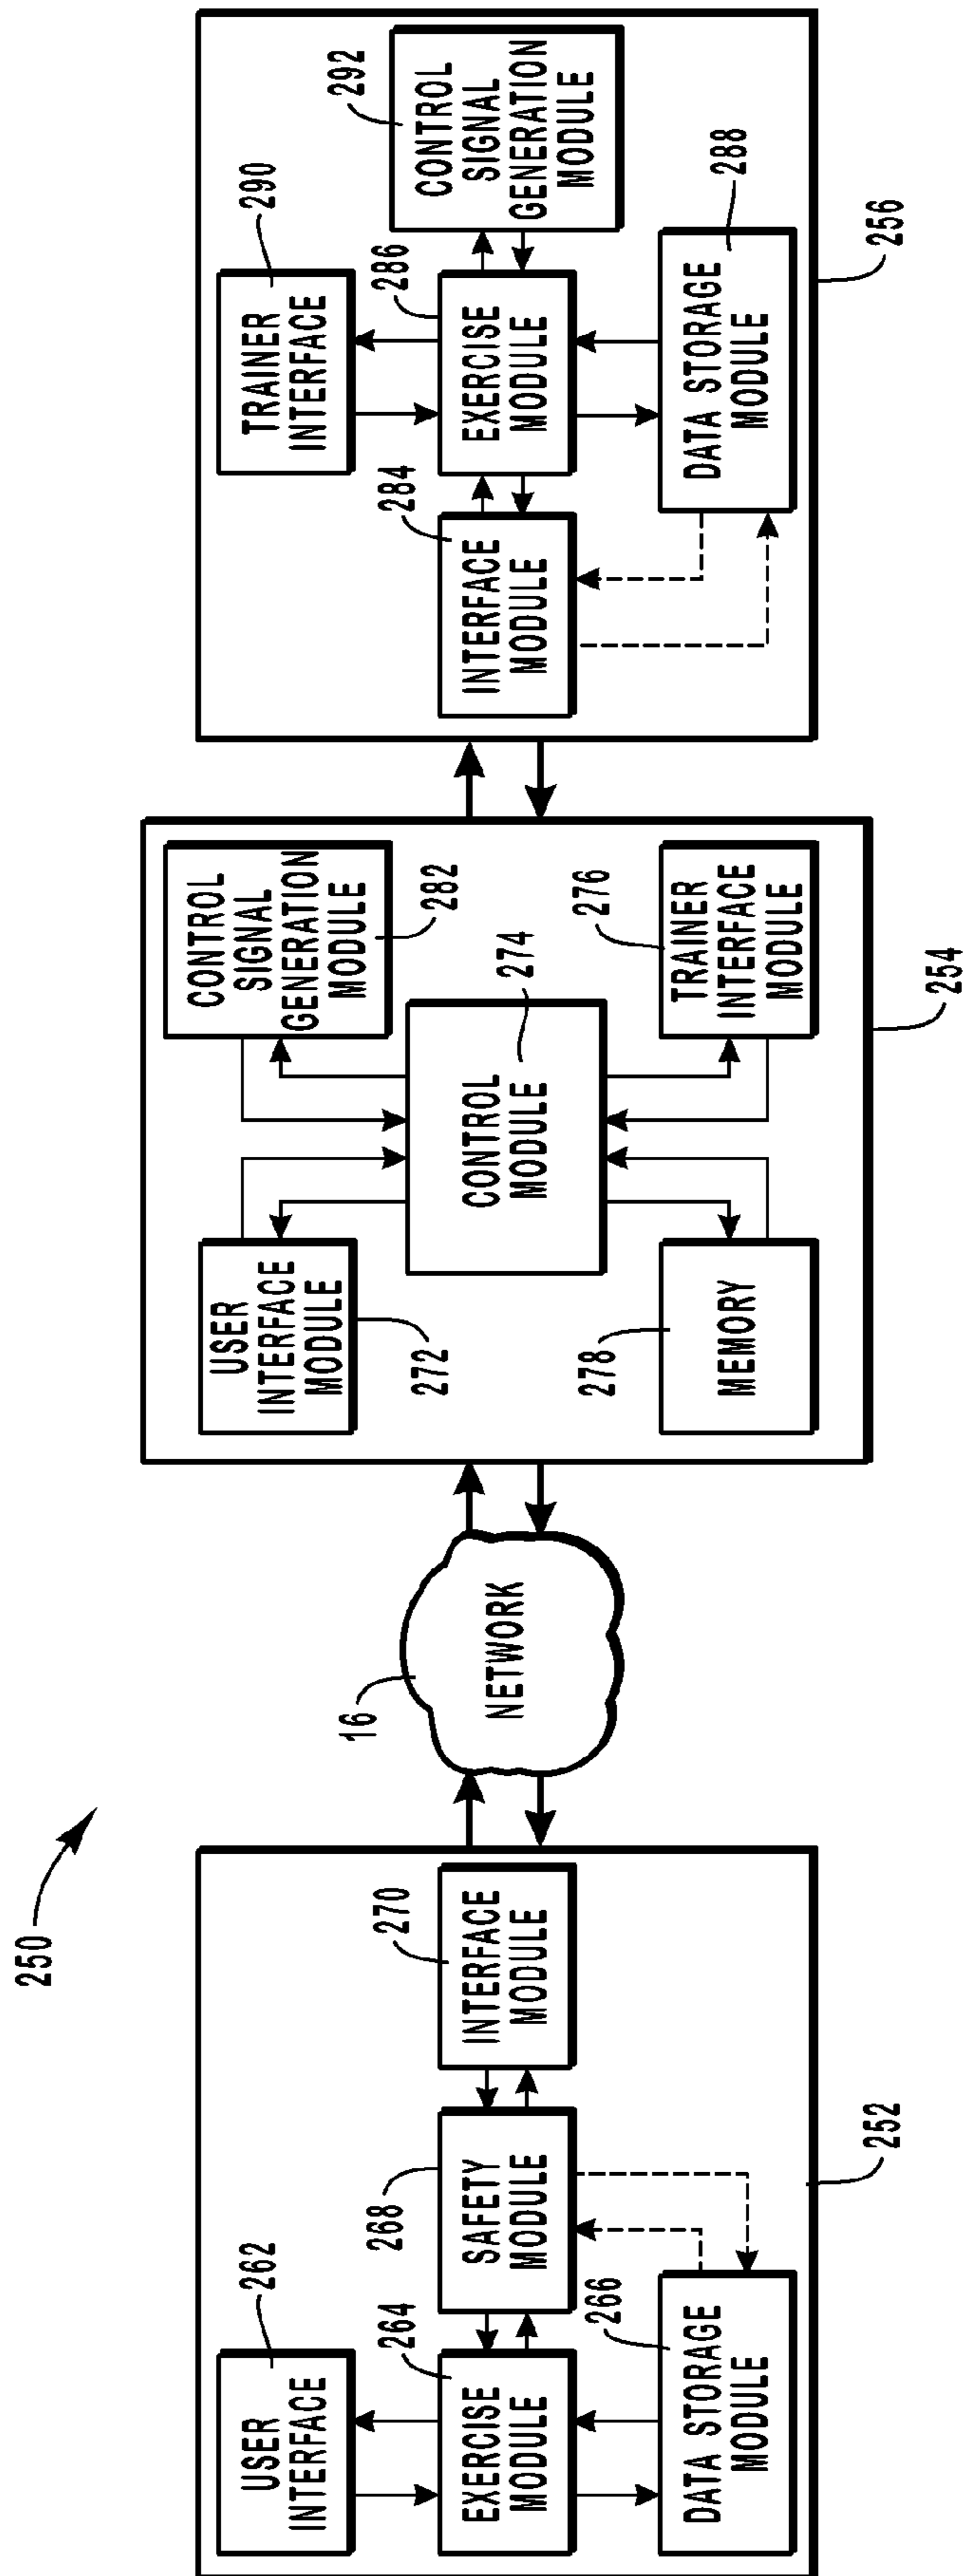 250
262
USER
INTERFACE
264
EXERCISE
MODULE
266
DATA STORAGE
MODULE
268
SAFETY
MODULE
270
INTERFACE
MODULE
252
16
NETWORK
USER
INTERFACE
MODULE
272
278
MEMORY
274
CONTROL
MODULE
CONTROL
SIGNAL
GENERATION
MODULE
282
276
TRAINER
INTERFACE
MODULE
254
284
INTERFACE
MODULE
290
TRAINER
INTERFACE
286
EXERCISE
MODULE
DATA STORAGE
MODULE
288
292
CONTROL
SIGNAL
GENERATION
MODULE
256